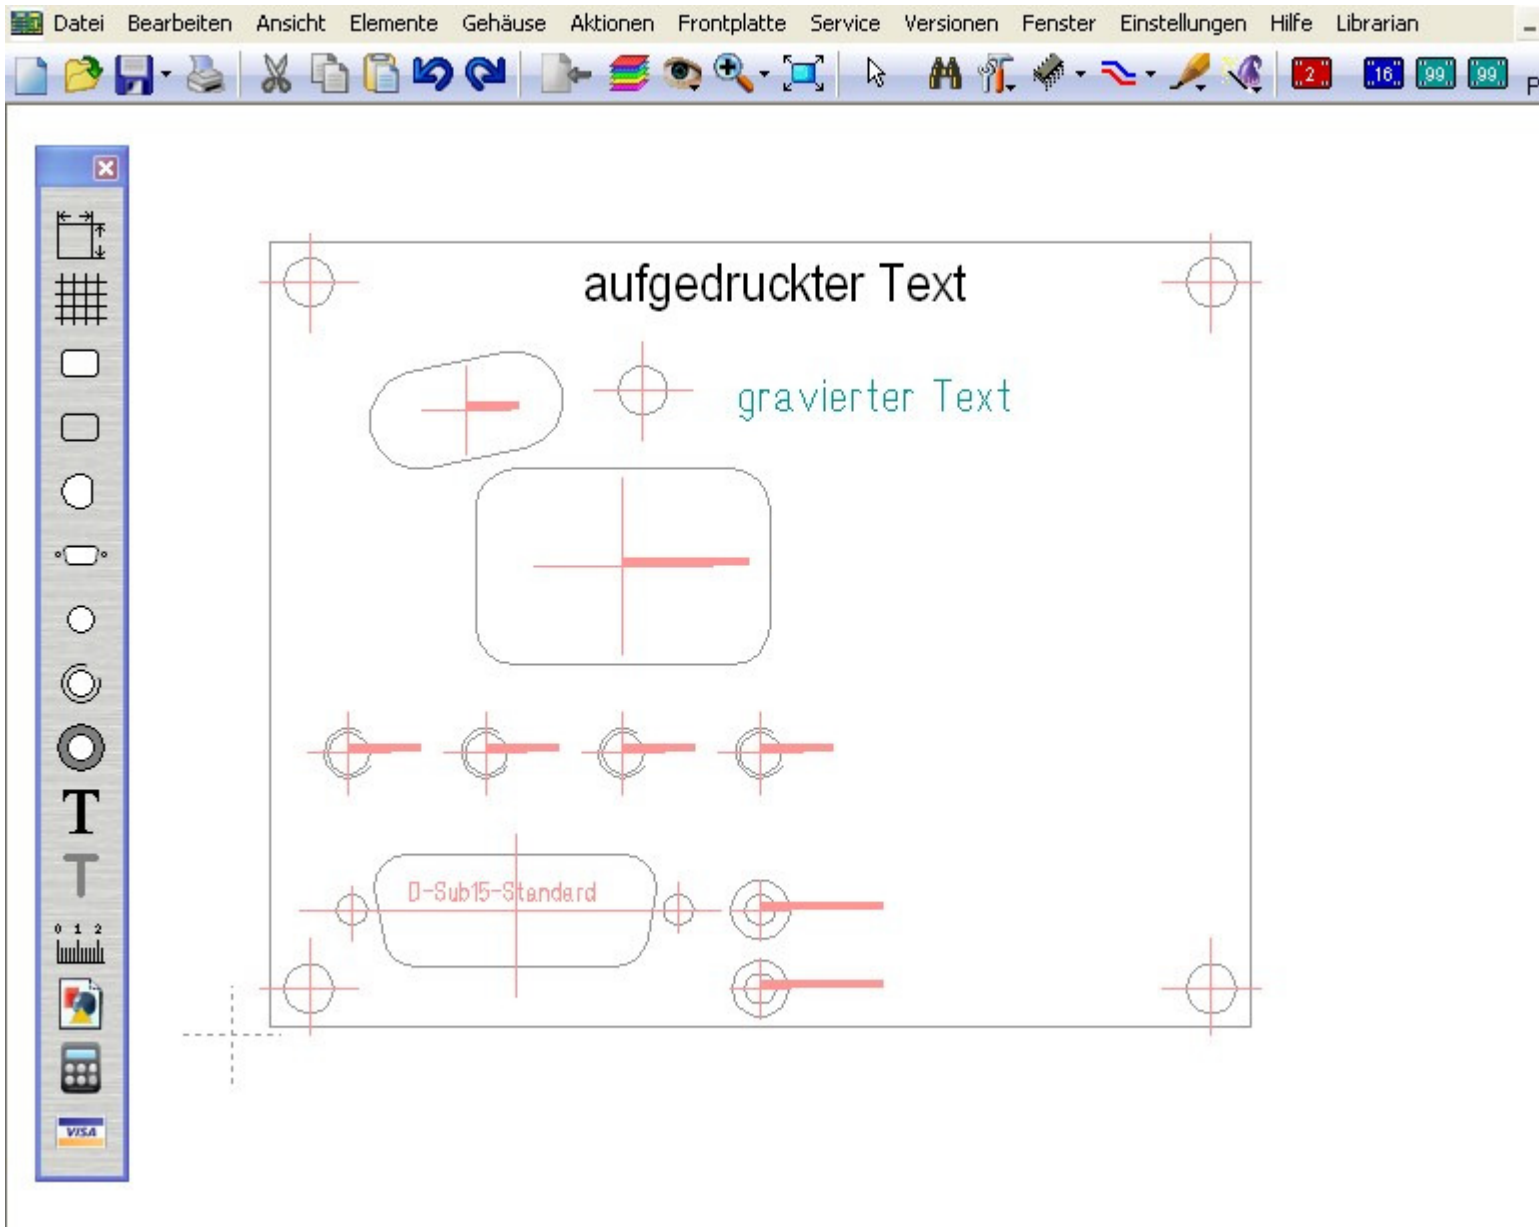 Datei Bearbeiten Ansicht Elemente Gehäuse Aktionen Frontplatte Service Versionen Fenster Einstellungen Hilfe Librarian
2 16 99 99 P
aufgedruckter Text
gravierter Text
T
D-Sub15-Standard
T
0 1 2
VISA